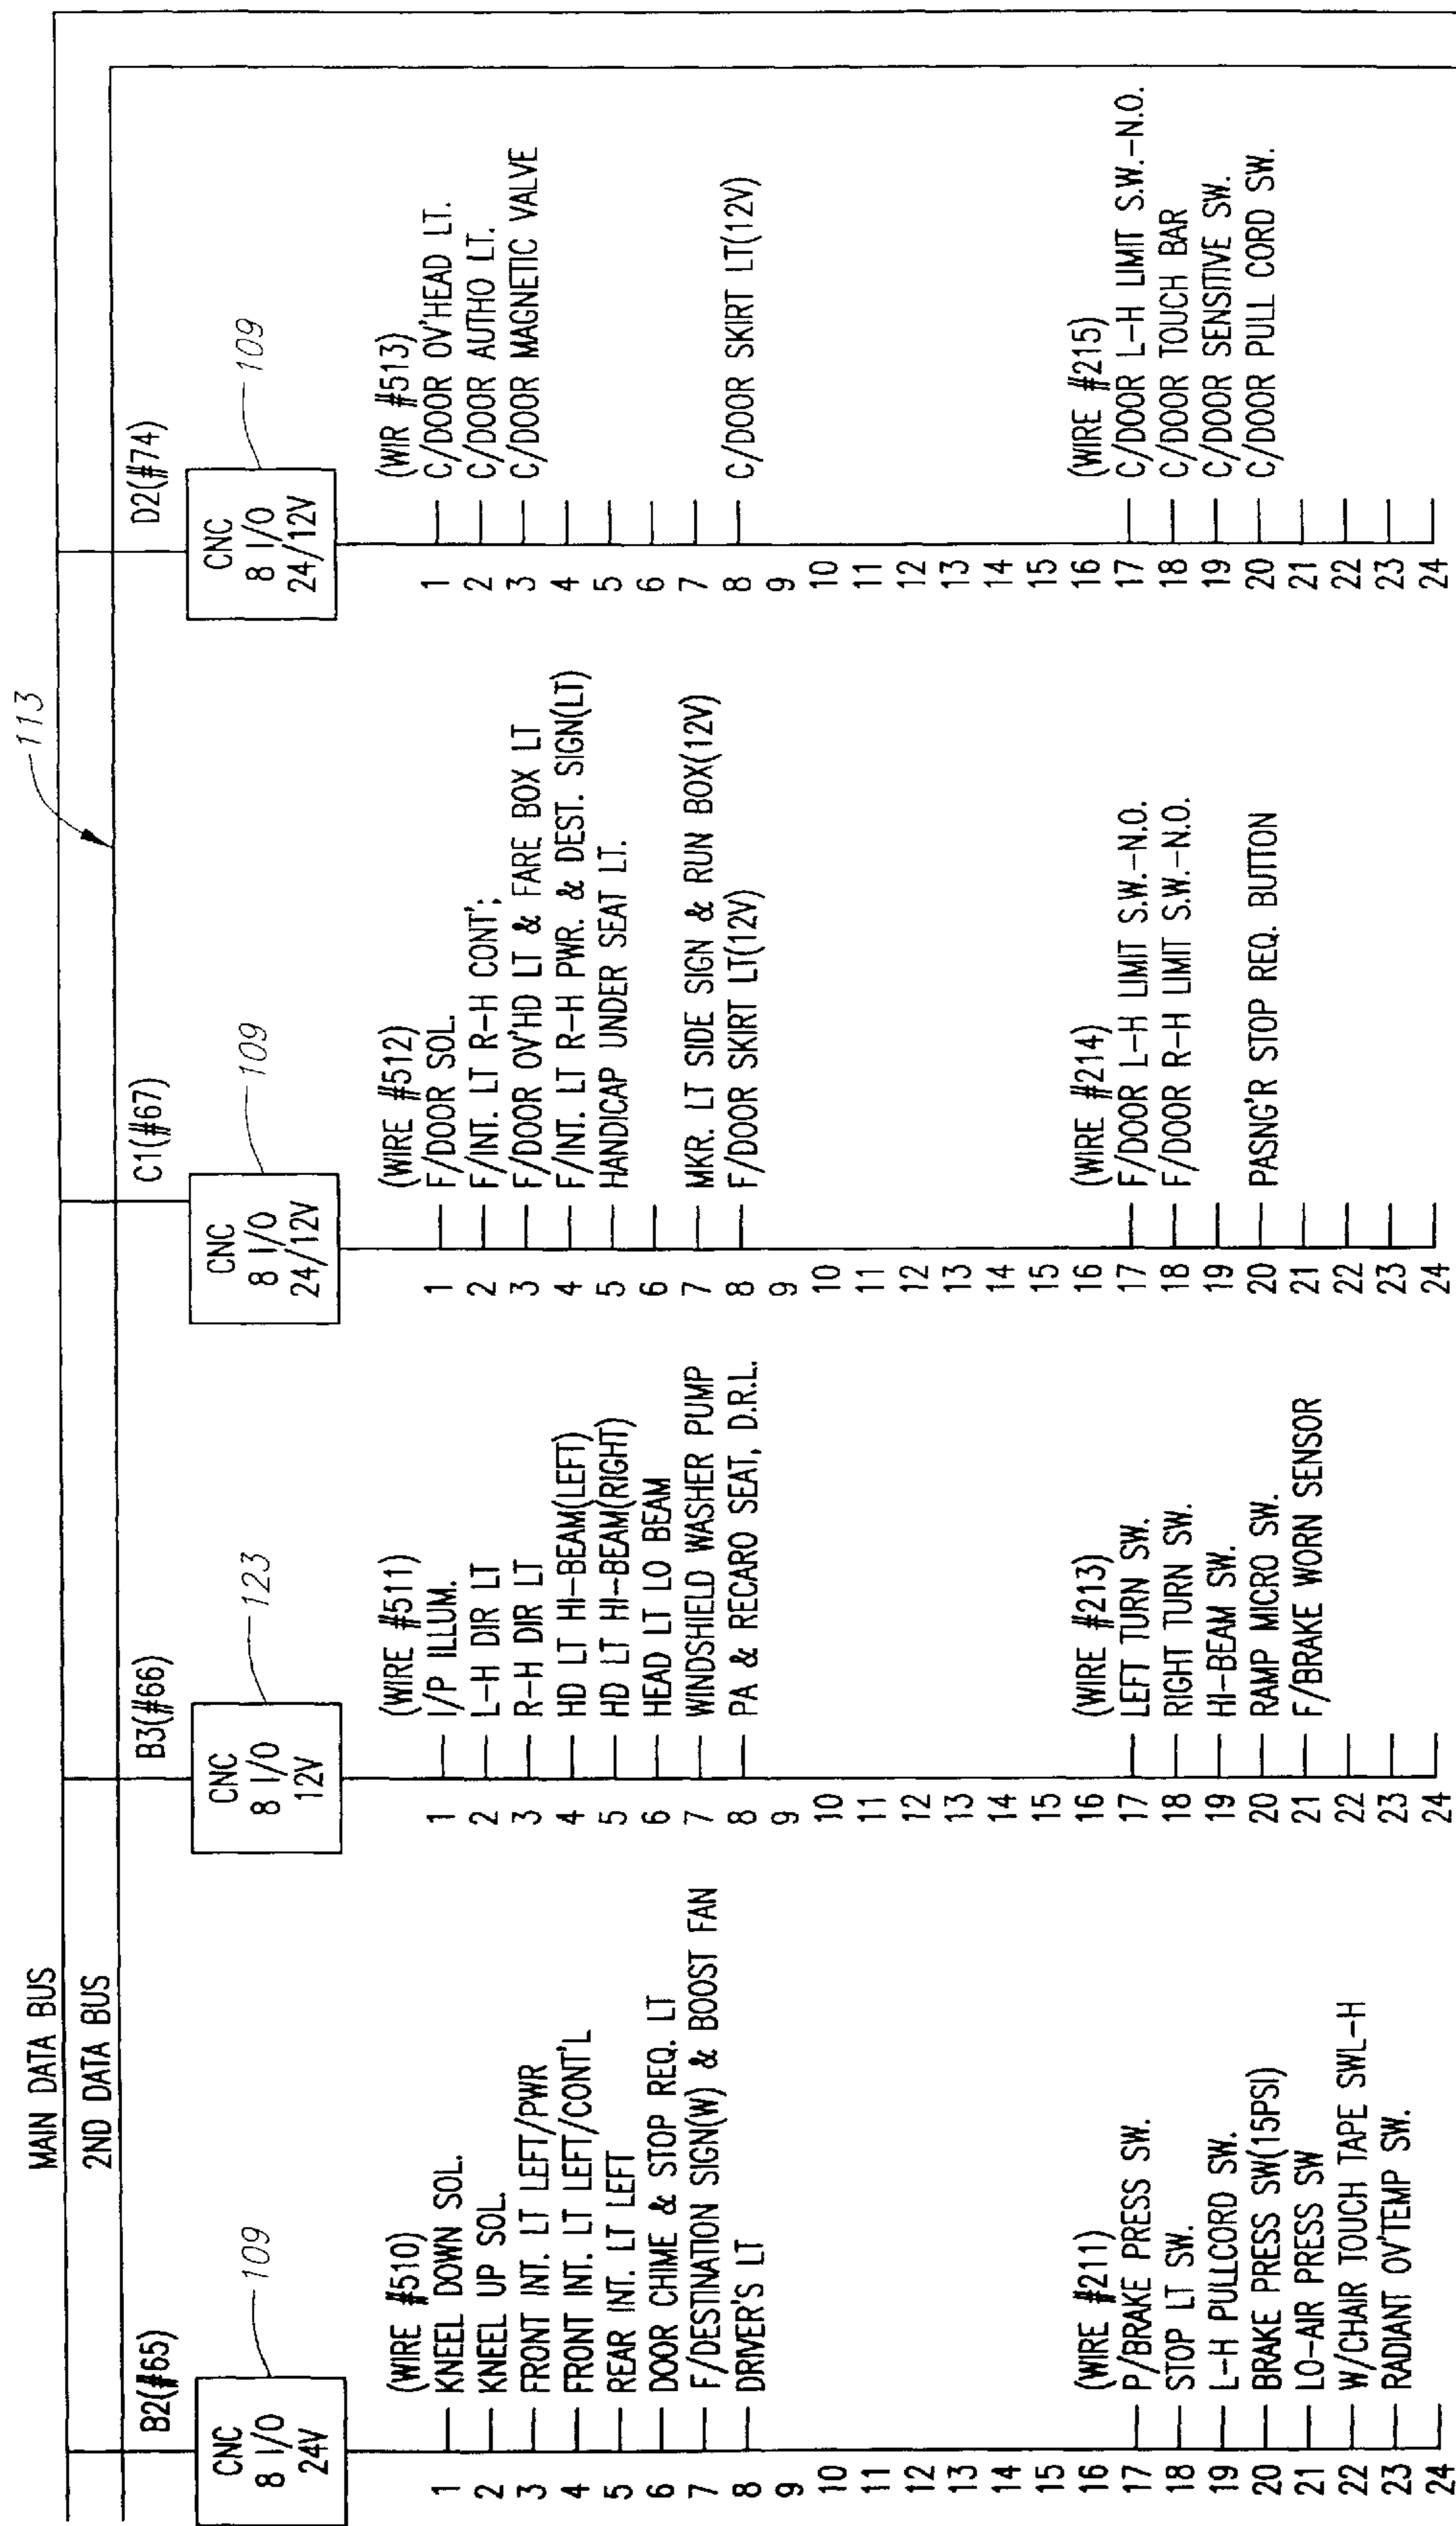 MAIN DATA BUS
2ND DATA BUS
113
B2(#65)
CNC
8 I/O
24V
109
(WIRE #510)
1 KNEEL DOWN SOL.
2 KNEEL UP SOL.
3 FRONT INT. LT LEFT/PWR
4 FRONT INT. LT LEFT/CONT'L
5 REAR INT. LT LEFT
6 DOOR CHIME & STOP REQ. LT
7 F/DESTINATION SIGN(W) & BOOST FAN
8 DRIVER'S LT
9
10
11
12
13
14
15
16 (WIRE #211)
17 P/BRAKE PRESS SW.
18 STOP LT SW.
19 L-H PULLCORD SW.
20 BRAKE PRESS SW(15PSI)
21 LO-AIR PRESS SW
22 W/CHAIR TOUCH TAPE SWL-H
23 RADIANT OV'TEMP SW.
24
B3(#66)
CNC
8 I/O
12V
123
(WIRE #511)
1 I/P ILLUM.
2 L-H DIR LT
3 R-H DIR LT
4 HD LT HI-BEAM(LEFT)
5 HD LT HI-BEAM(RIGHT)
6 HEAD LT LO BEAM
7 WINDSHIELD WASHER PUMP
8 PA & RECARO SEAT, D.R.L.
9
10
11
12
13
14
15
16 (WIRE #213)
17 LEFT TURN SW.
18 RIGHT TURN SW.
19 HI-BEAM SW.
20 RAMP MICRO SW.
21 F/BRAKE WORN SENSOR
22
23
24
C1(#67)
CNC
8 I/O
24/12V
109
(WIRE #512)
1 F/DOOR SOL.
2 F/INT. LT R-H CONT';
3 F/DOOR OV'HD LT & FARE BOX LT
4 F/INT. LT R-H PWR. & DEST. SIGN(LT)
5 HANDICAP UNDER SEAT LT.
6
7 MKR. LT SIDE SIGN & RUN BOX(12V)
8 F/DOOR SKIRT LT(12V)
9
10
11
12
13
14
15
16 (WIRE #214)
17 F/DOOR L-H LIMIT S.W.-N.O.
18 F/DOOR R-H LIMIT S.W.-N.O.
19
20 PASNG'R STOP REQ. BUTTON
21
22
23
24
D2(#74)
CNC
8 I/O
24/12V
109
(WIR #513)
1 C/DOOR OV'HEAD LT.
2 C/DOOR AUTHO LT.
3 C/DOOR MAGNETIC VALVE
4
5
6
7
8 C/DOOR SKIRT LT(12V)
9
10
11
12
13
14
15
16 (WIRE #215)
17 C/DOOR L-H LIMIT S.W.-N.O.
18 C/DOOR TOUCH BAR
19 C/DOOR SENSITIVE SW.
20 C/DOOR PULL CORD SW.
21
22
23
24